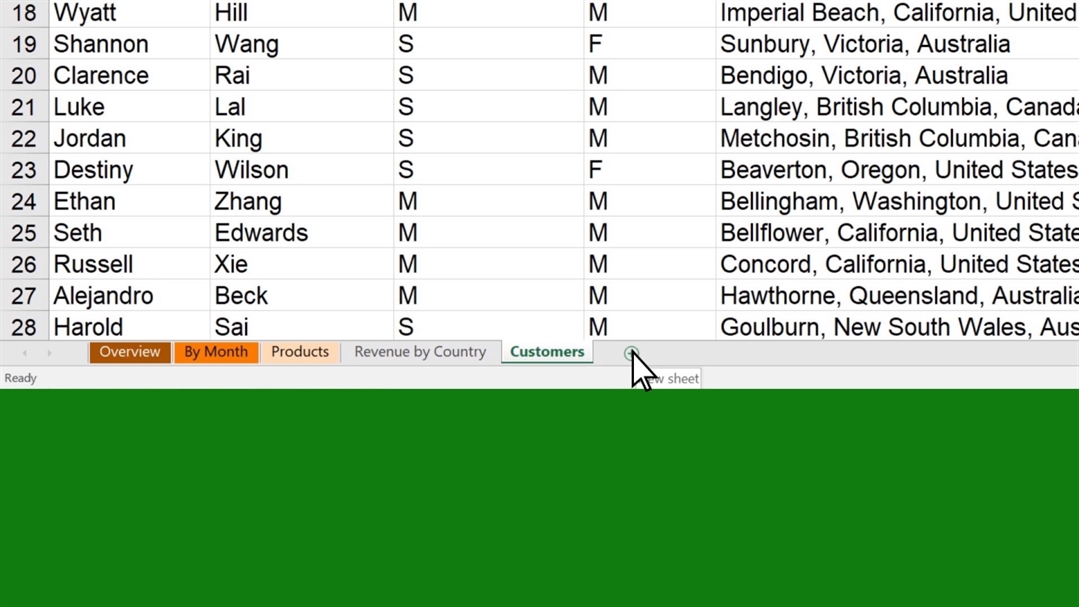 18 Wyatt Hill M M Imperial Beach, California, United
19 Shannon Wang S F Sunbury, Victoria, Australia
20 Clarence Rai S M Bendigo, Victoria, Australia
21 Luke Lal S M Langley, British Columbia, Canada
22 Jordan King S M Metchosin, British Columbia, Can
23 Destiny Wilson S F Beaverton, Oregon, United States
24 Ethan Zhang M M Bellingham, Washington, United S
25 Seth Edwards M M Bellflower, California, United State
26 Russell Xie M M Concord, California, United States
27 Alejandro Beck M M Hawthorne, Queensland, Australia
28 Harold Sai S M Goulburn, New South Wales, Aus
Overview By Month Products Revenue by Country Customers
Ready ew sheet